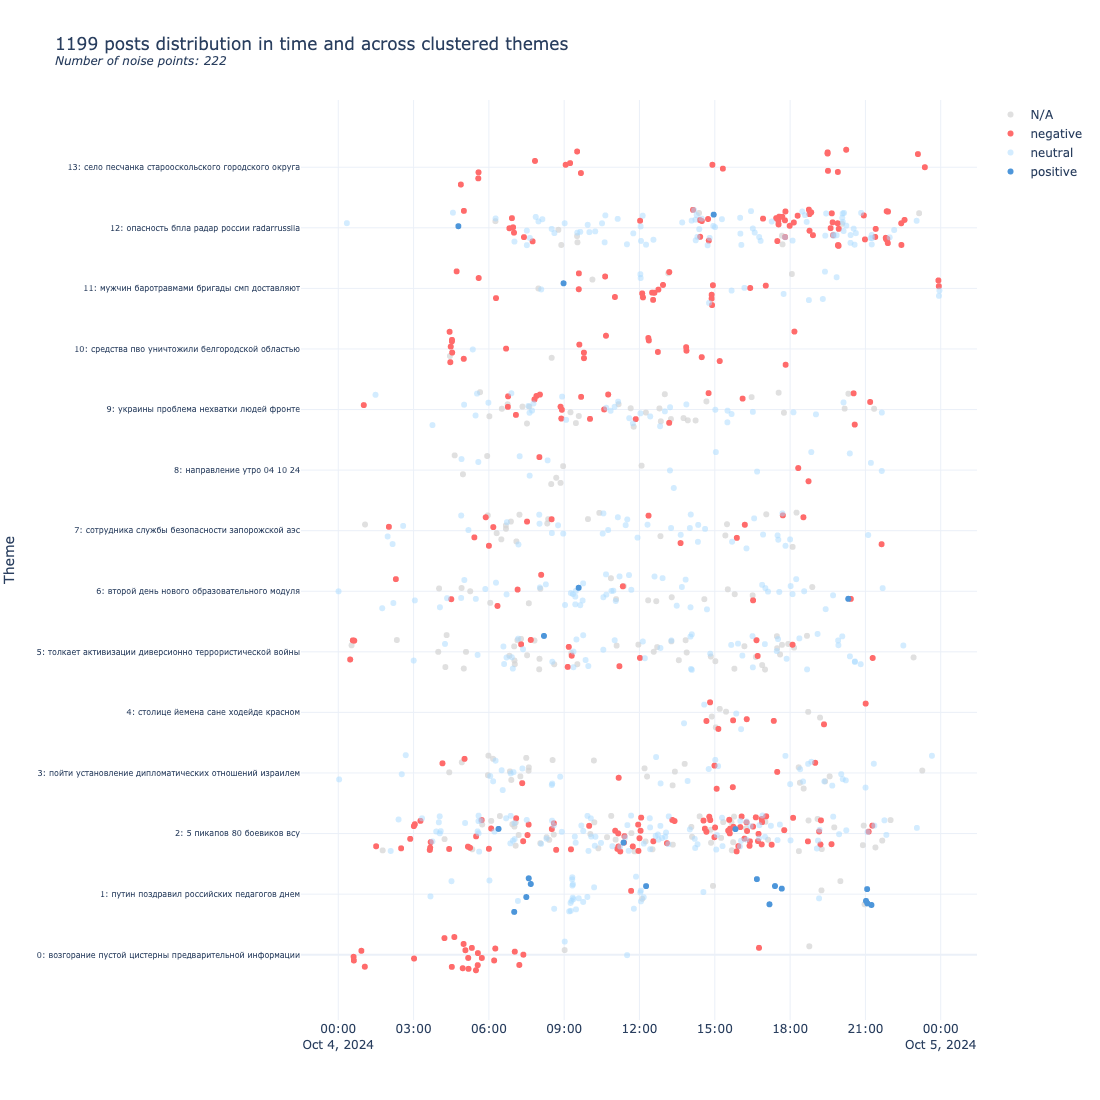 1199 posts distribution in time and across clustered themes
Number of noise points: 222
N/A
negative
neutral
positive
Theme
13: село песчанка старооскольского городского округа
12: опасность бпла радар россии radarrussiia
11: мужчин баротравмами бригады смп доставляют
10: средства пво уничтожили белгородской областью
9: украины проблема нехватки людей фронте
8: направление утро 04 10 24
7: сотрудника службы безопасности запорожской аэс
6: второй день нового образовательного модуля
5: толкает активизации диверсионно террористической войны
4: столице йемена сане ходейде красном
3: пойти установление дипломатических отношений израилем
2: 5 пикапов 80 боевиков всу
1: путин поздравил российских педагогов днем
0: возгорание пустой цистерны предварительной информации
00:00 03:00 06:00 09:00 12:00 15:00 18:00 21:00 00:00
Oct 4, 2024 Oct 5, 2024